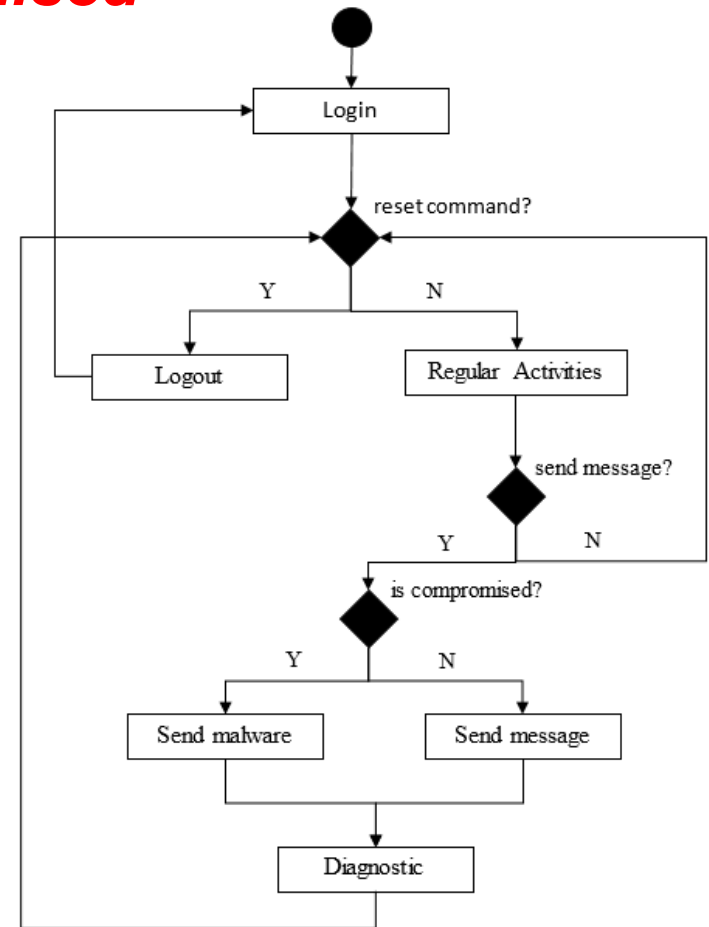 Login
reset command?
Y
N
Logout
Regular Activities
send message?
Y
N
is compromised?
Y
N
Send malware
Send message
Diagnostic